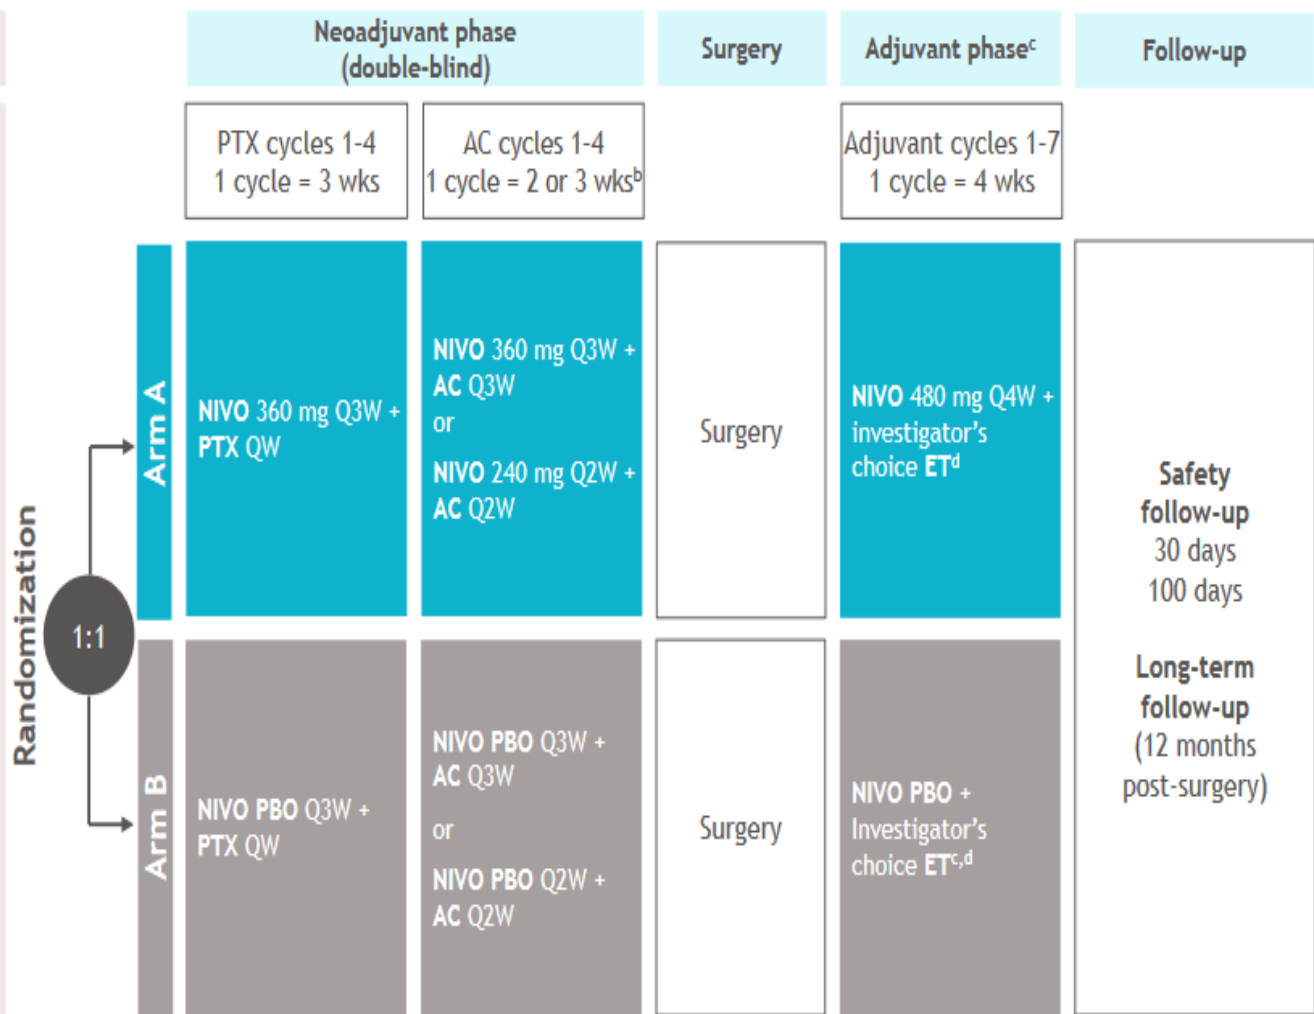 Neoadjuvant phase
(double-blind)
Surgery
Adjuvant phaseᶜ
Follow-up
PTX cycles 1-4
1 cycle = 3 wks
AC cycles 1-4
1 cycle = 2 or 3 wksᵇ
Adjuvant cycles 1-7
1 cycle = 4 wks
Randomization
1:1
Arm A
NIVO 360 mg Q3W +
PTX QW
NIVO 360 mg Q3W +
AC Q3W
or
NIVO 240 mg Q2W +
AC Q2W
Surgery
NIVO 480 mg Q4W +
investigator's
choice ETᵈ
Arm B
NIVO PBO Q3W +
PTX QW
NIVO PBO Q3W +
AC Q3W
or
NIVO PBO Q2W +
AC Q2W
Surgery
NIVO PBO +
Investigator's
choice ETᶜ,ᵈ
Safety
follow-up
30 days
100 days
Long-term
follow-up
(12 months
post-surgery)